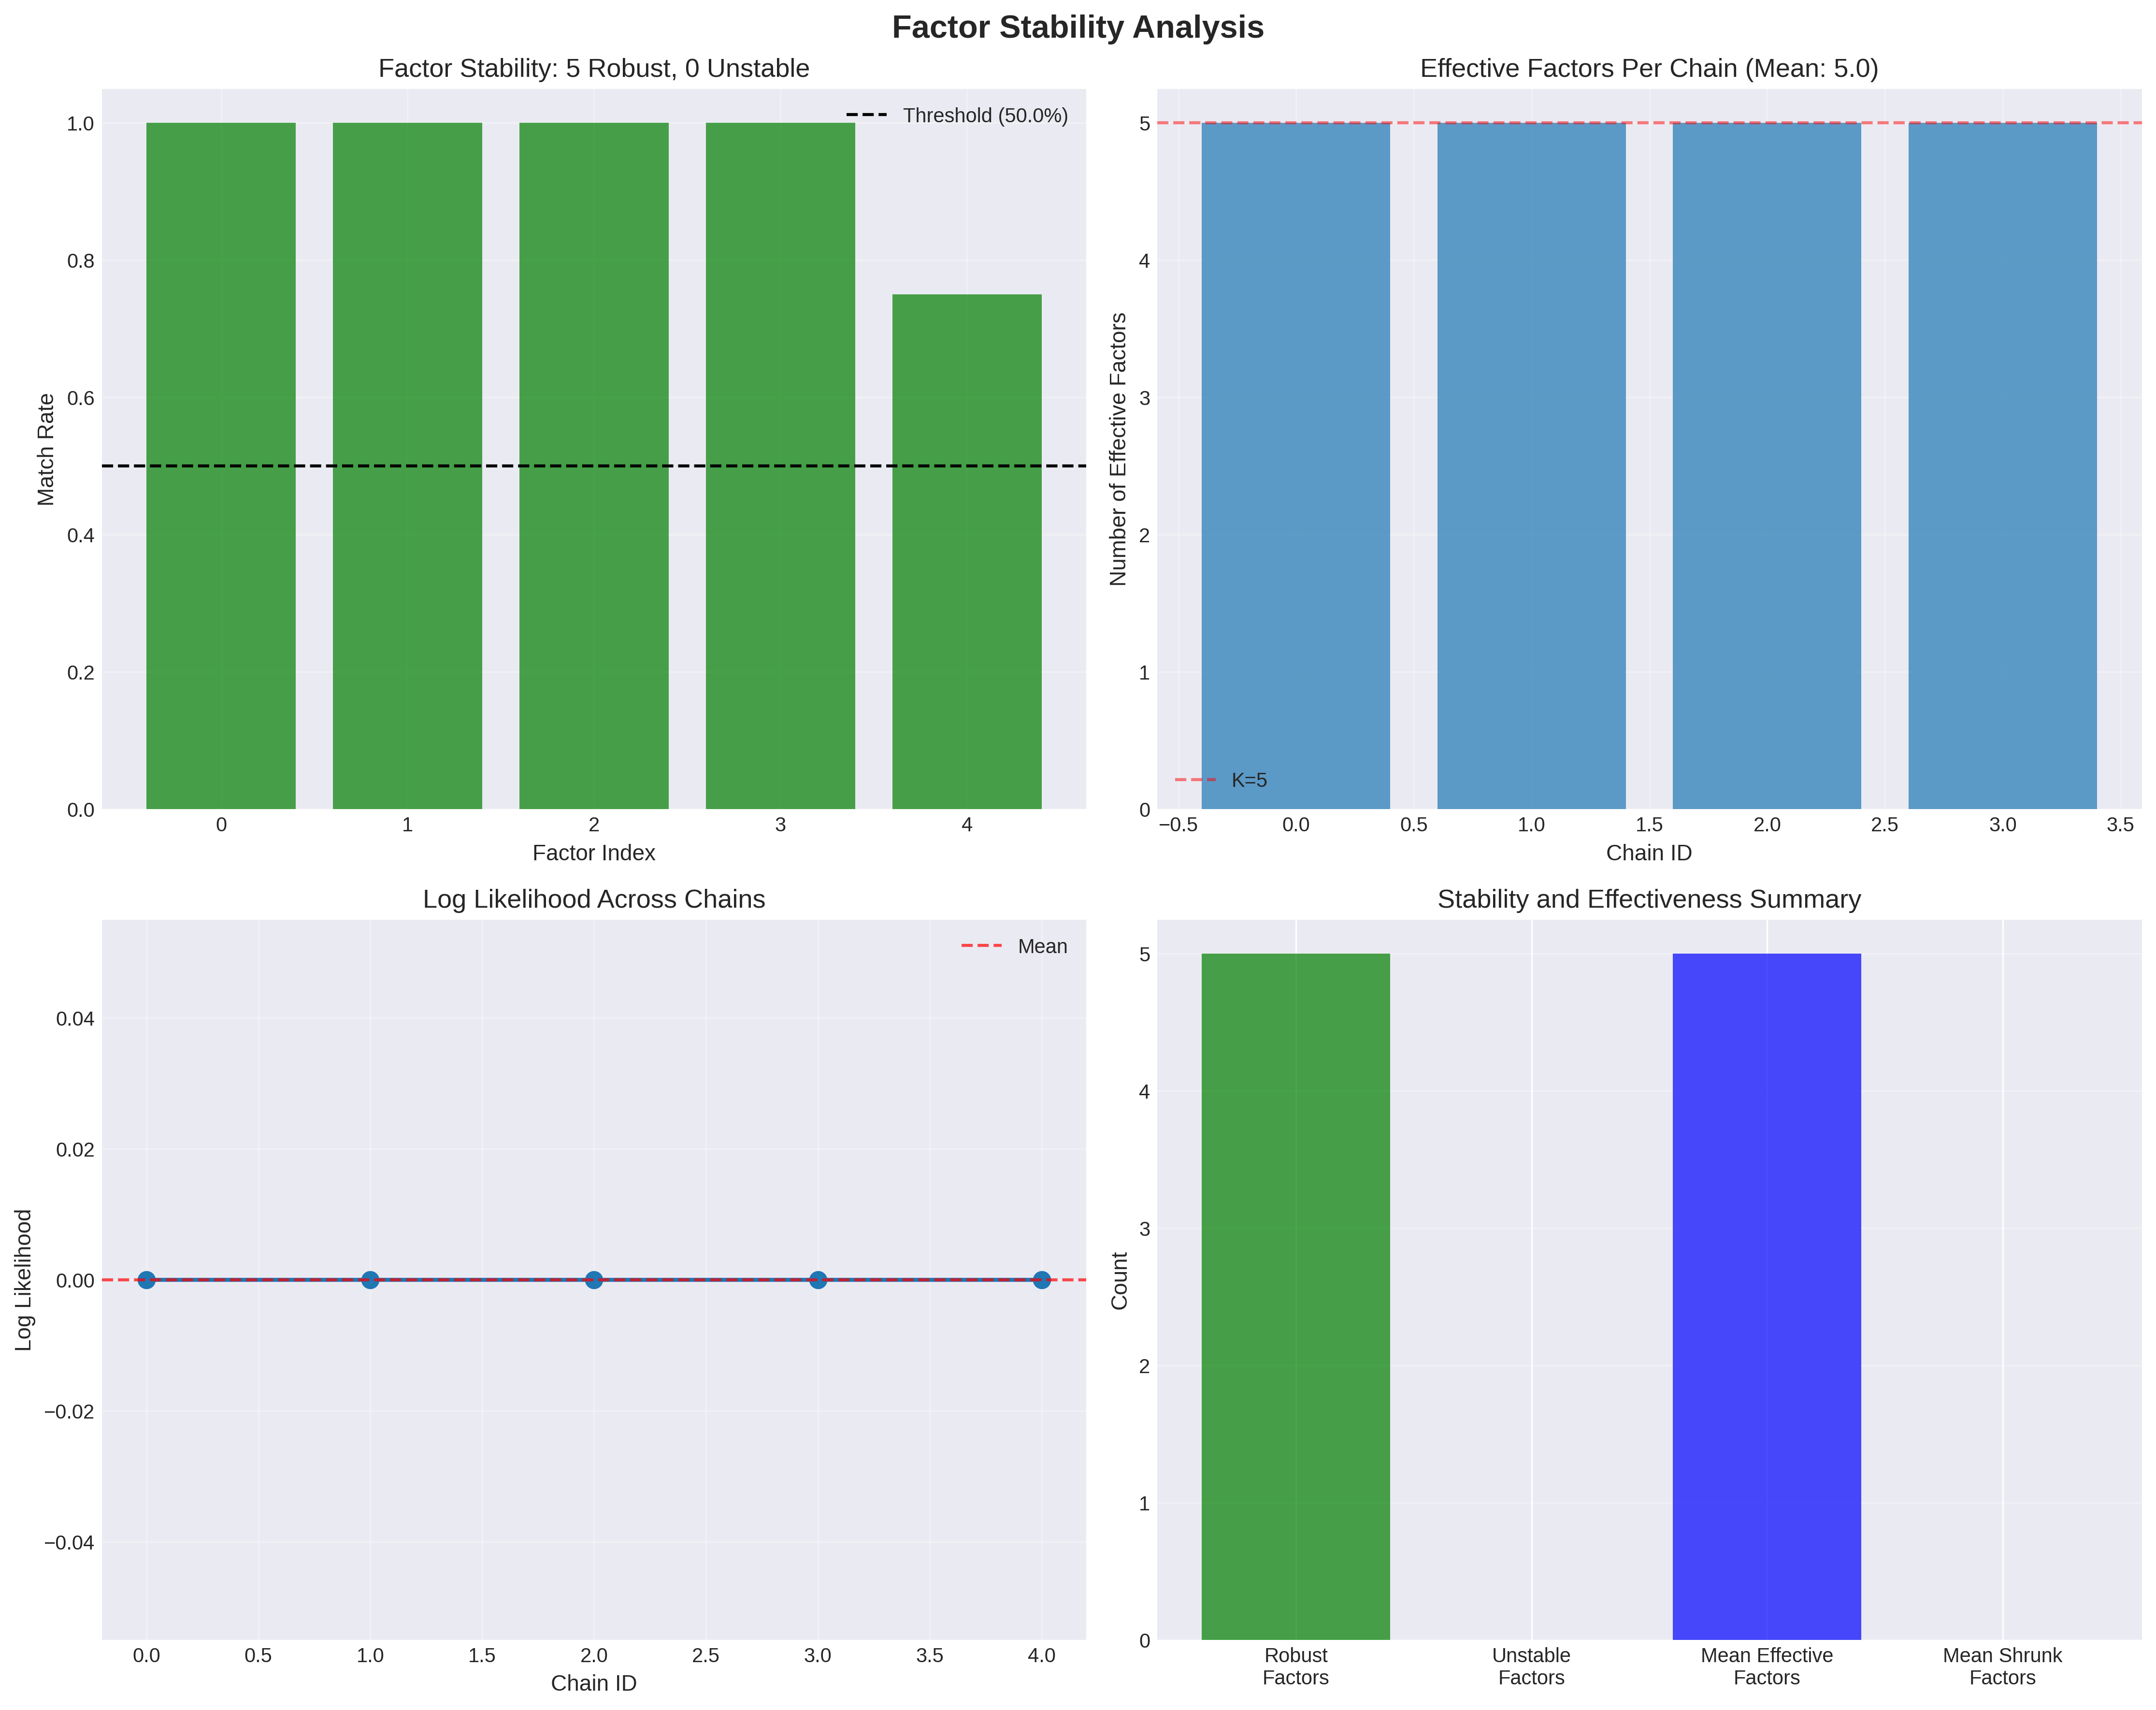 Factor Stability Analysis
Factor Stability: 5 Robust, 0 Unstable
Threshold (50.0%)
1.0
0.8
0.6
0.4
0.2
0.0
Match Rate
0 1 2 3 4
Factor Index
Effective Factors Per Chain (Mean: 5.0)
5
4
3
2
1
0
Number of Effective Factors
K=5
−0.5 0.0 0.5 1.0 1.5 2.0 2.5 3.0 3.5
Chain ID
Log Likelihood Across Chains
Mean
0.04
0.02
0.00
−0.02
−0.04
Log Likelihood
0.0 0.5 1.0 1.5 2.0 2.5 3.0 3.5 4.0
Chain ID
Stability and Effectiveness Summary
5
4
3
2
1
0
Count
Robust Unstable Mean Effective Mean Shrunk
Factors Factors Factors Factors